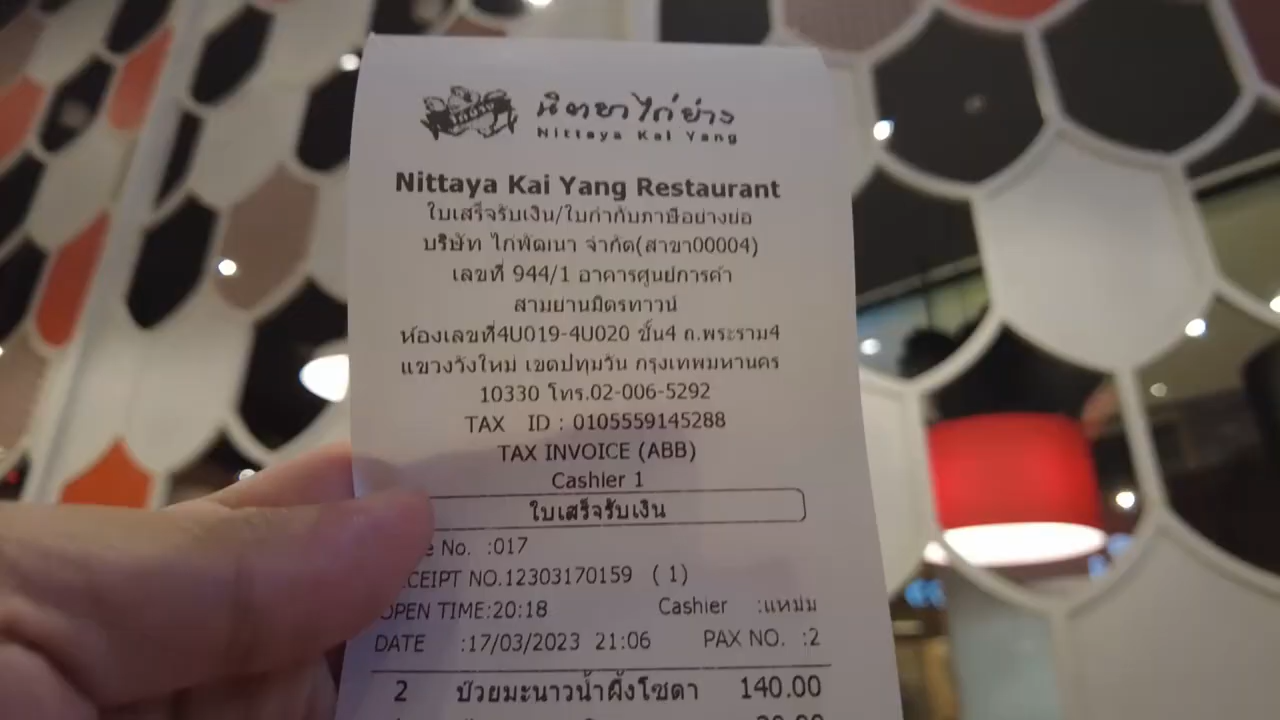 นิตยาไก่ย่าง
Nittaya Kai Yang
Nittaya Kai Yang Restaurant
ใบเสร็จรับเงิน/ใบกำกับภาษีอย่างย่อ
บริษัท ไก่พัฒนา จำกัด(สาขา00004)
เลขที่ 944/1 อาคารศูนย์การค้า
สามย่านมิตรทาวน์
ห้องเลขที่4U019-4U020 ชั้น4 ถ.พระราม4
แขวงวังใหม่ เขตปทุมวัน กรุงเทพมหานคร
10330 โทร.02-006-5292
TAX ID : 0105559145288
TAX INVOICE (ABB)
Cashier 1
ใบเสร็จรับเงิน
No. :017
CEIPT NO.12303170159 ( 1)
OPEN TIME:20:18 Cashier :แหม่ม
DATE :17/03/2023 21:06 PAX NO. :2
2 บ๊วยมะนาวน้ำผึ้งโซดา 140.00